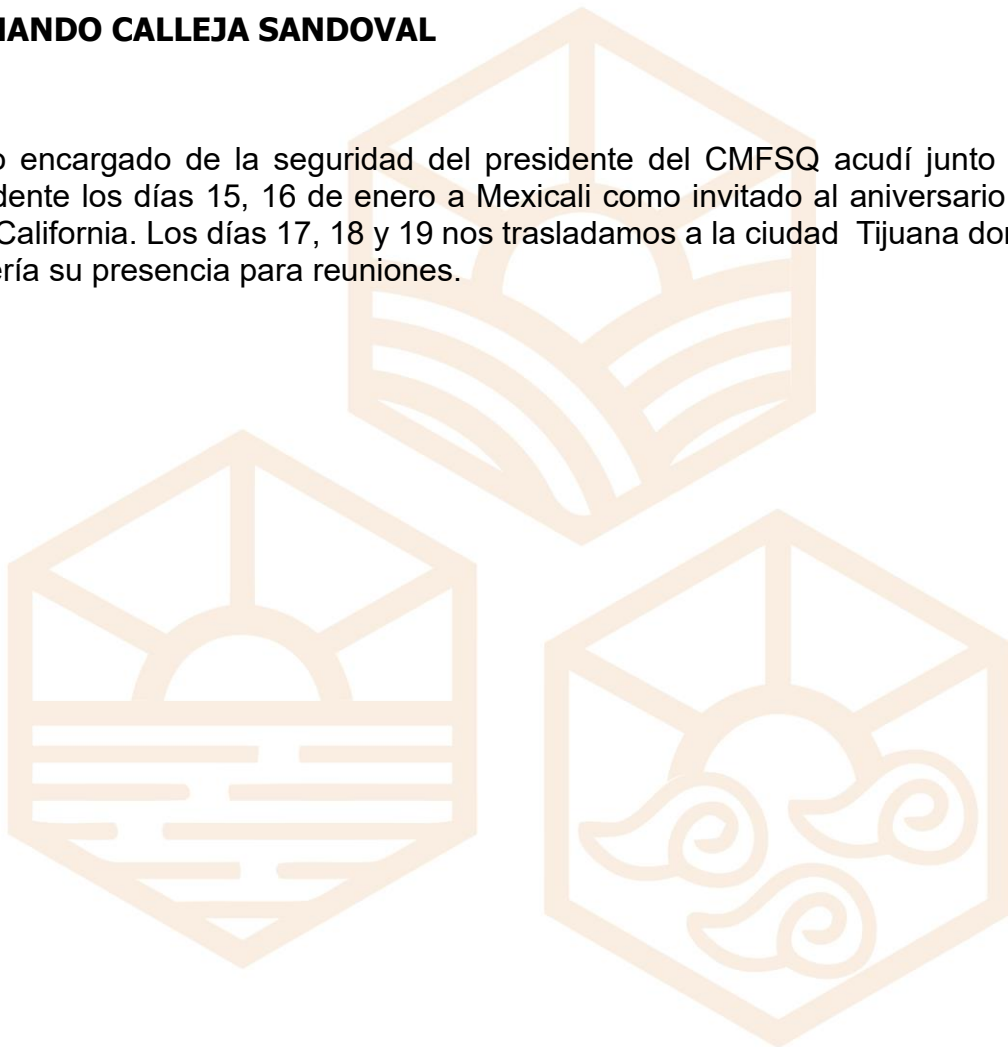 NANDO CALLEJA SANDOVAL
o encargado de la seguridad del presidente del CMFSQ acudí junto
dente los días 15, 16 de enero a Mexicali como invitado al aniversario
California. Los días 17, 18 y 19 nos trasladamos a la ciudad Tijuana don
ería su presencia para reuniones.